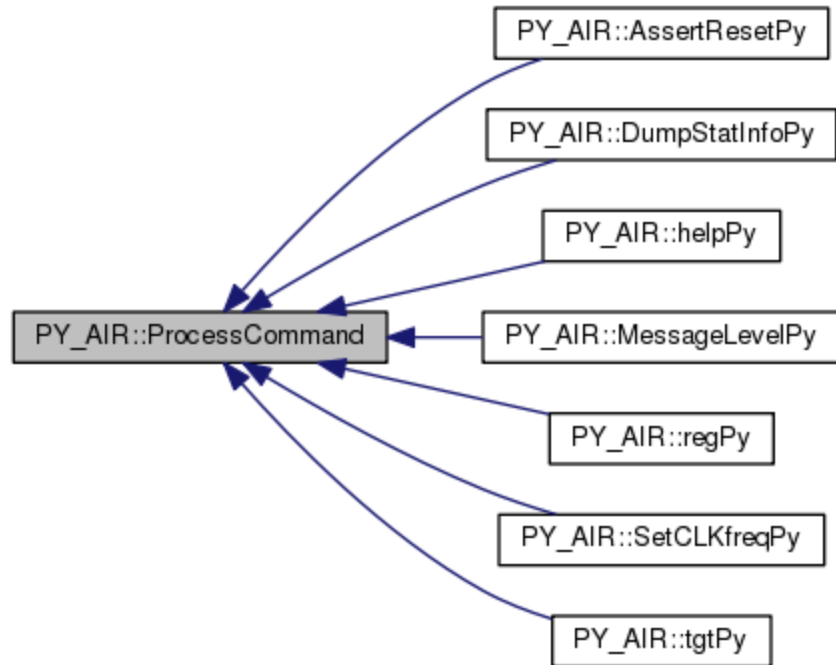 PY_AIR::AssertResetPy
PY_AIR::DumpStatInfoPy
PY_AIR::helpPy
PY_AIR::ProcessCommand
PY_AIR::MessageLevelPy
PY_AIR::regPy
PY_AIR::SetCLKfreqPy
PY_AIR::tgtPy